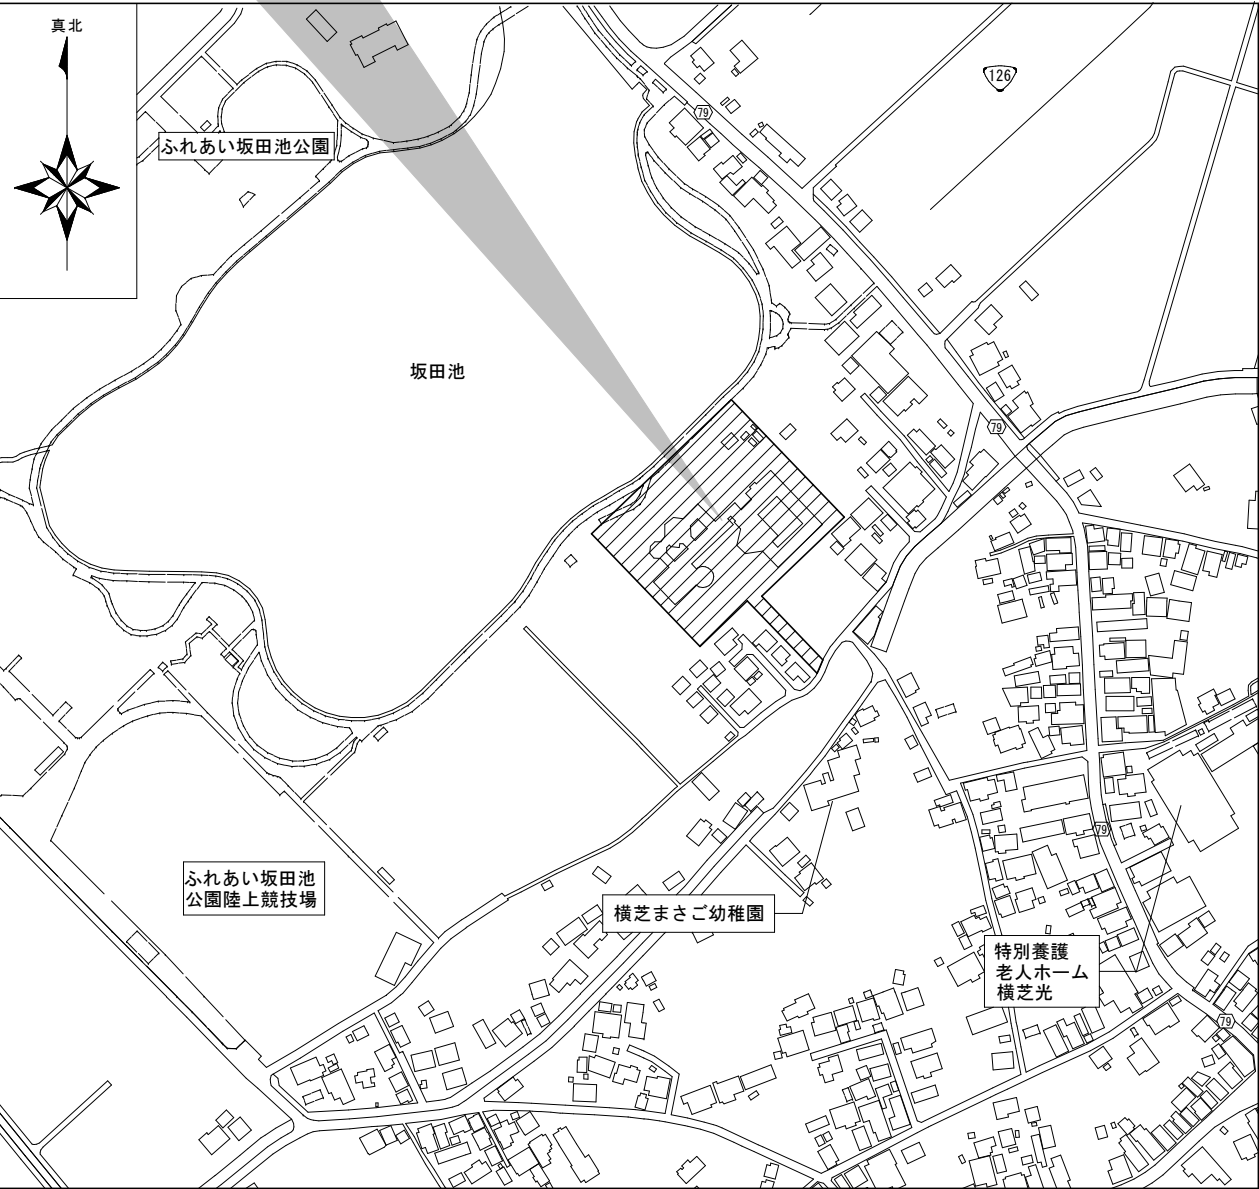 真北
126
79
ふれあい坂田池公園
坂田池
79
79
ふれあい坂田池
公園陸上競技場
横芝まさご幼稚園
特別養護
老人ホーム
横芝光
79